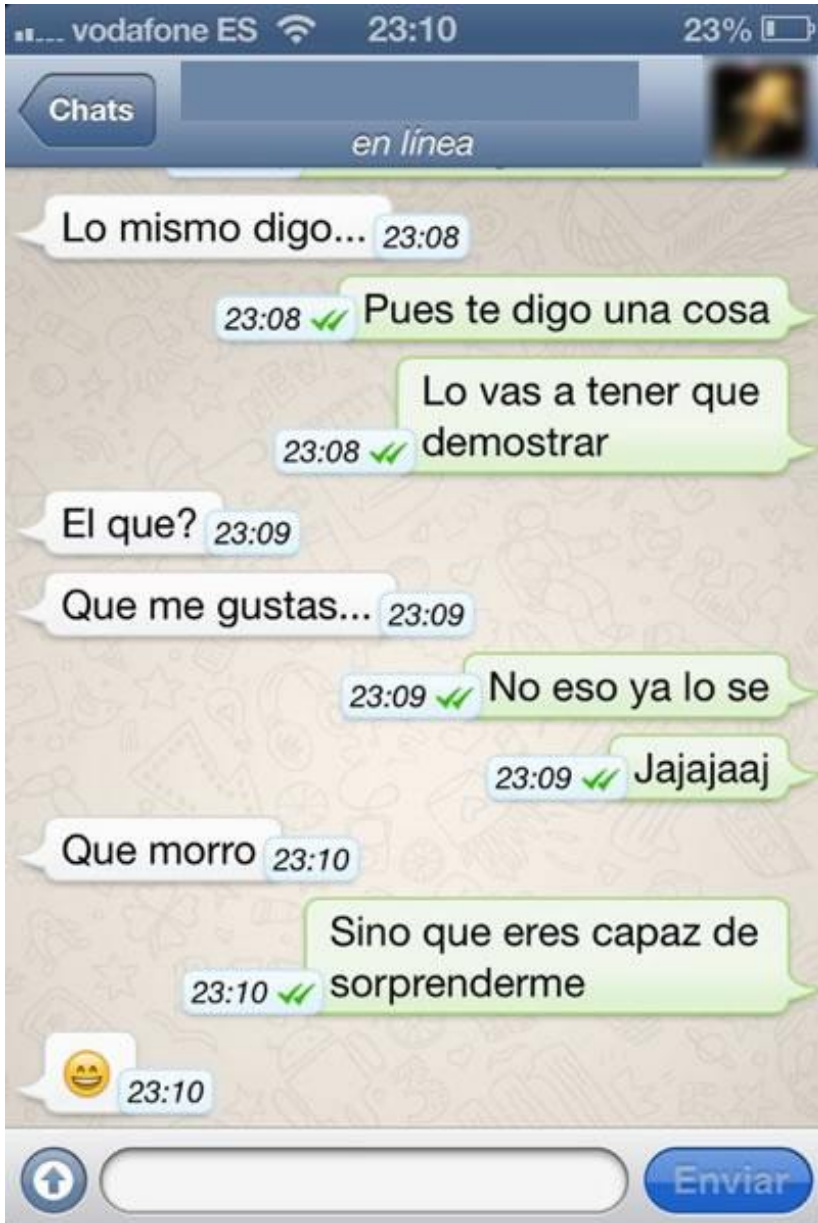 vodafone ES 23:10 23%
Chats
en línea
Lo mismo digo... 23:08
23:08 Pues te digo una cosa
Lo vas a tener que
23:08 demostrar
El que? 23:09
Que me gustas... 23:09
23:09 No eso ya lo se
23:09 Jajajaaj
Que morro 23:10
Sino que eres capaz de
23:10 sorprenderme
23:10
Enviar